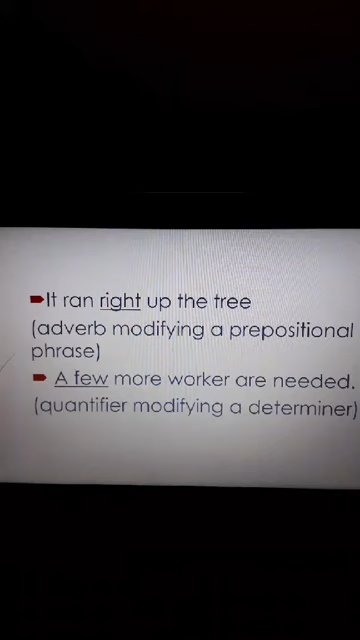 It ran right up the tree
(adverb modifying a prepositional
phrase)
A few more worker are needed.
(quantifier modifying a determiner)